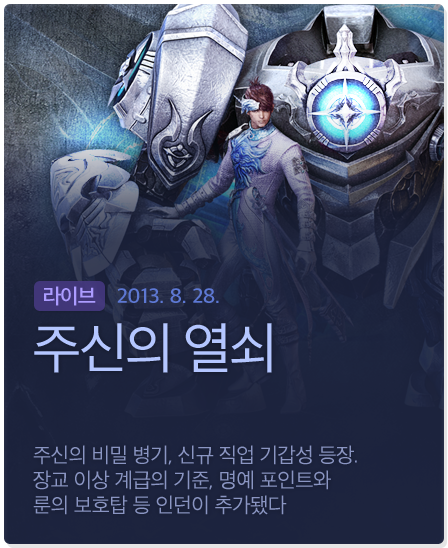 라이브 2013. 8. 28.
주신의 열쇠
주신의 비밀 병기, 신규 직업 기갑성 등장.
장교 이상 계급의 기준, 명예 포인트와
룬의 보호탑 등 인던이 추가됐다